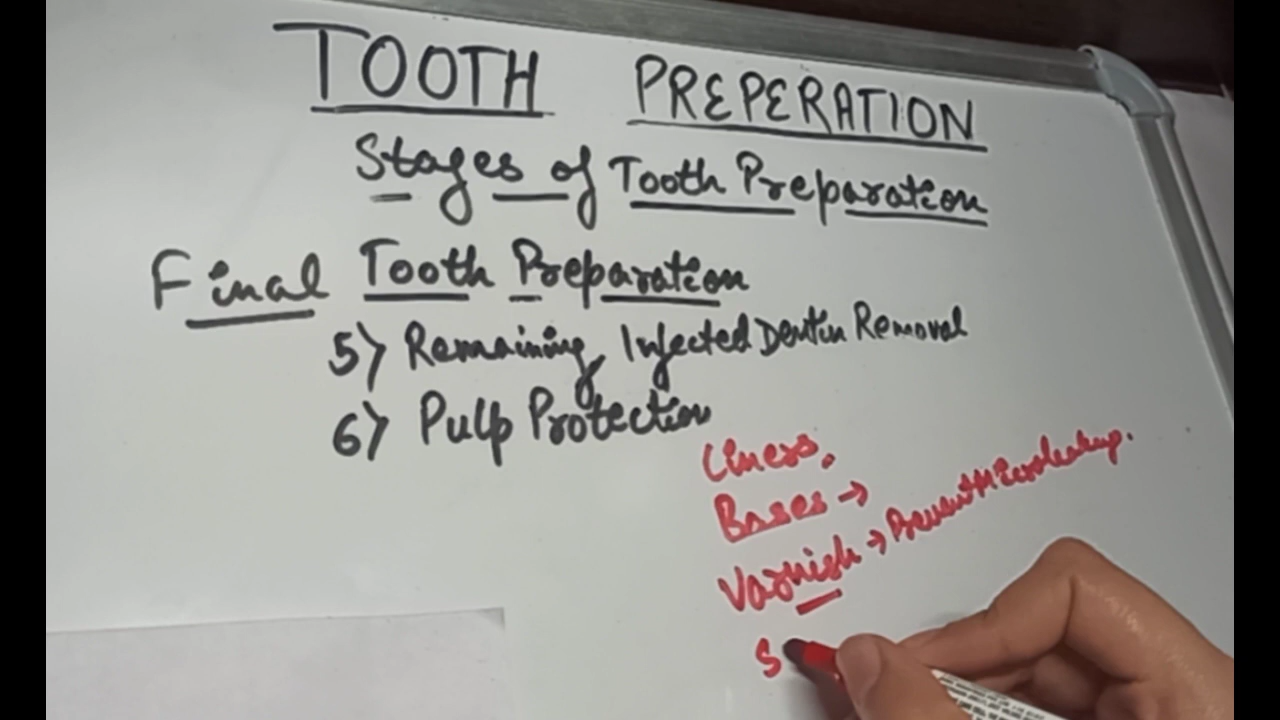 TOOTH PREPERATION
Stages of Tooth Preparation
Final Tooth Preparation
5) Remaining Infected Dentin Removal
6) Pulp Protection
Liners,
Bases →
Varnish → Prevent Microleakup.
S